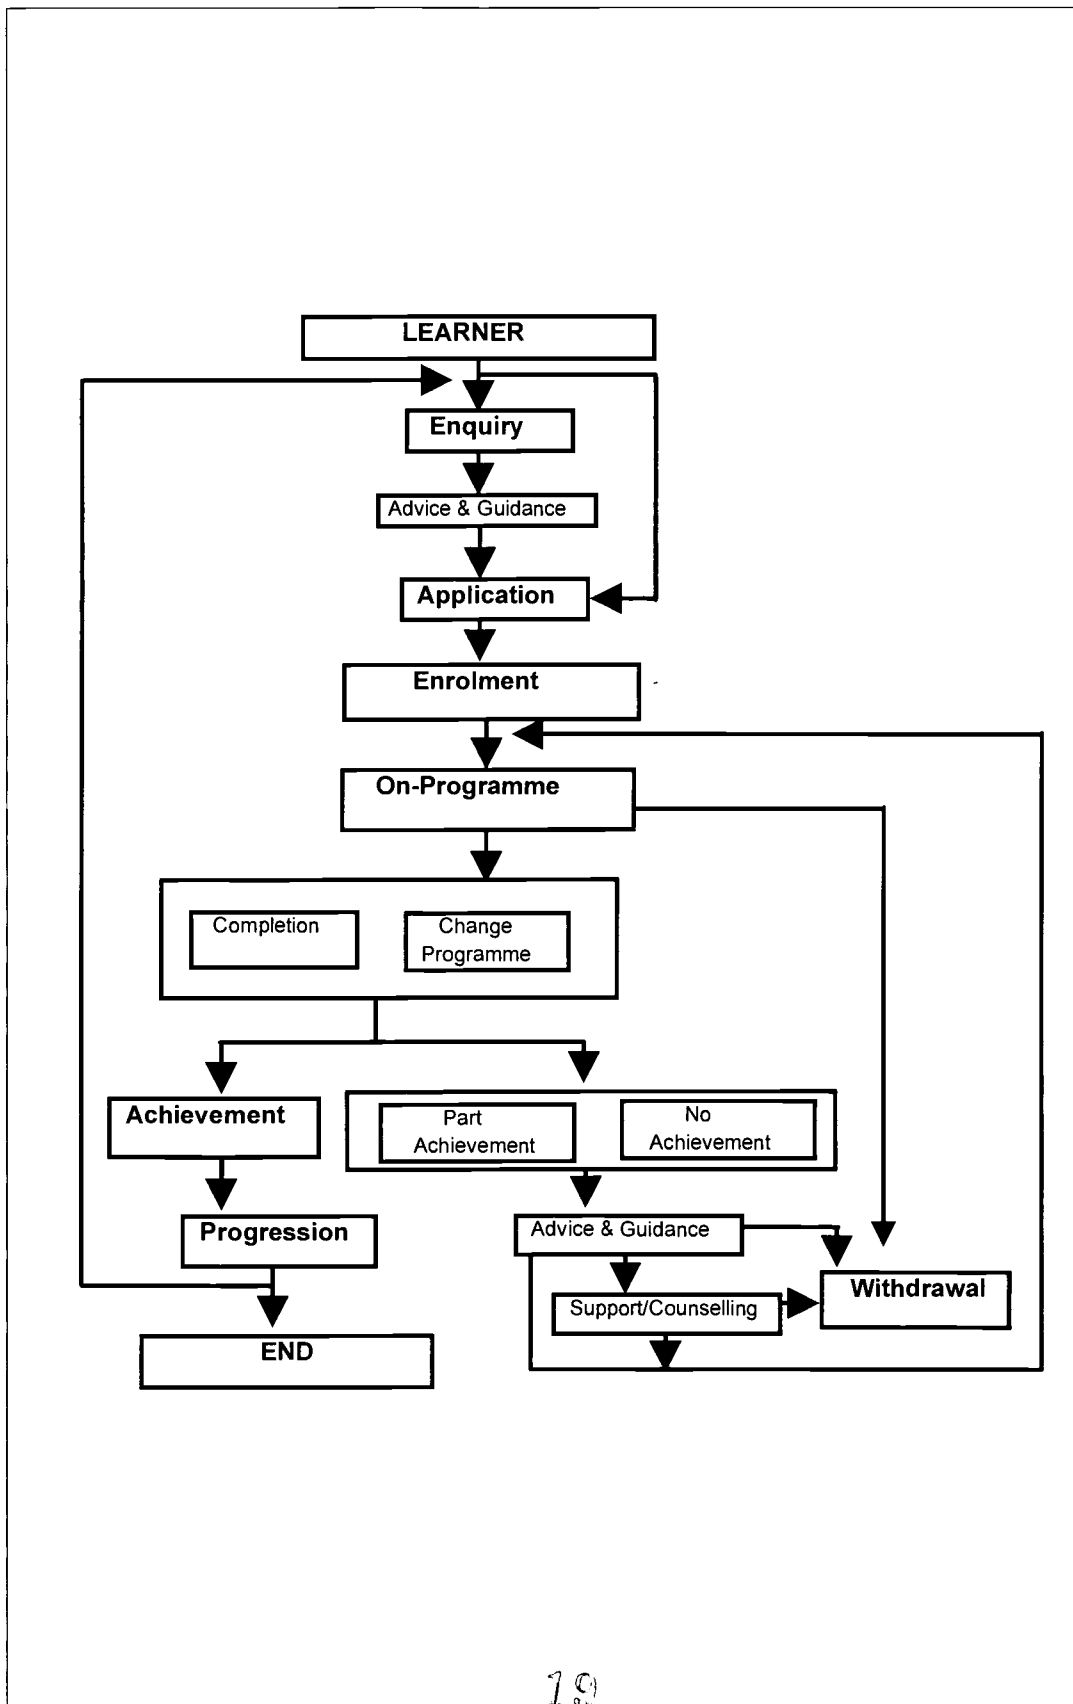 LEARNER
Enquiry
Advice & Guidance
Application
Enrolment
On-Programme
Completion
Change
Programme
Achievement
Part
Achievement
No
Achievement
Progression
Advice & Guidance
Withdrawal
Support/Counselling
END
19